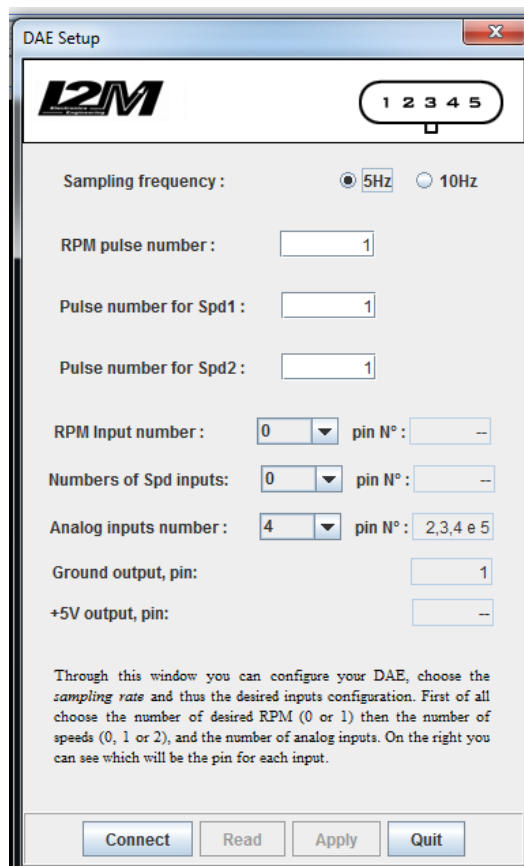 DAE Setup
I2M
Electronics
Engineering
1 2 3 4 5
Sampling frequency : 5Hz 10Hz
RPM pulse number : 1
Pulse number for Spd1 : 1
Pulse number for Spd2 : 1
RPM Input number : 0 pin N° : --
Numbers of Spd inputs: 0 pin N° : --
Analog inputs number : 4 pin N° : 2,3,4 e 5
Ground output, pin: 1
+5V output, pin: --
Through this window you can configure your DAE, choose the
sampling rate and thus the desired inputs configuration. First of all
choose the number of desired RPM (0 or 1) then the number of
speeds (0, 1 or 2), and the number of analog inputs. On the right you
can see which will be the pin for each input.
Connect Read Apply Quit